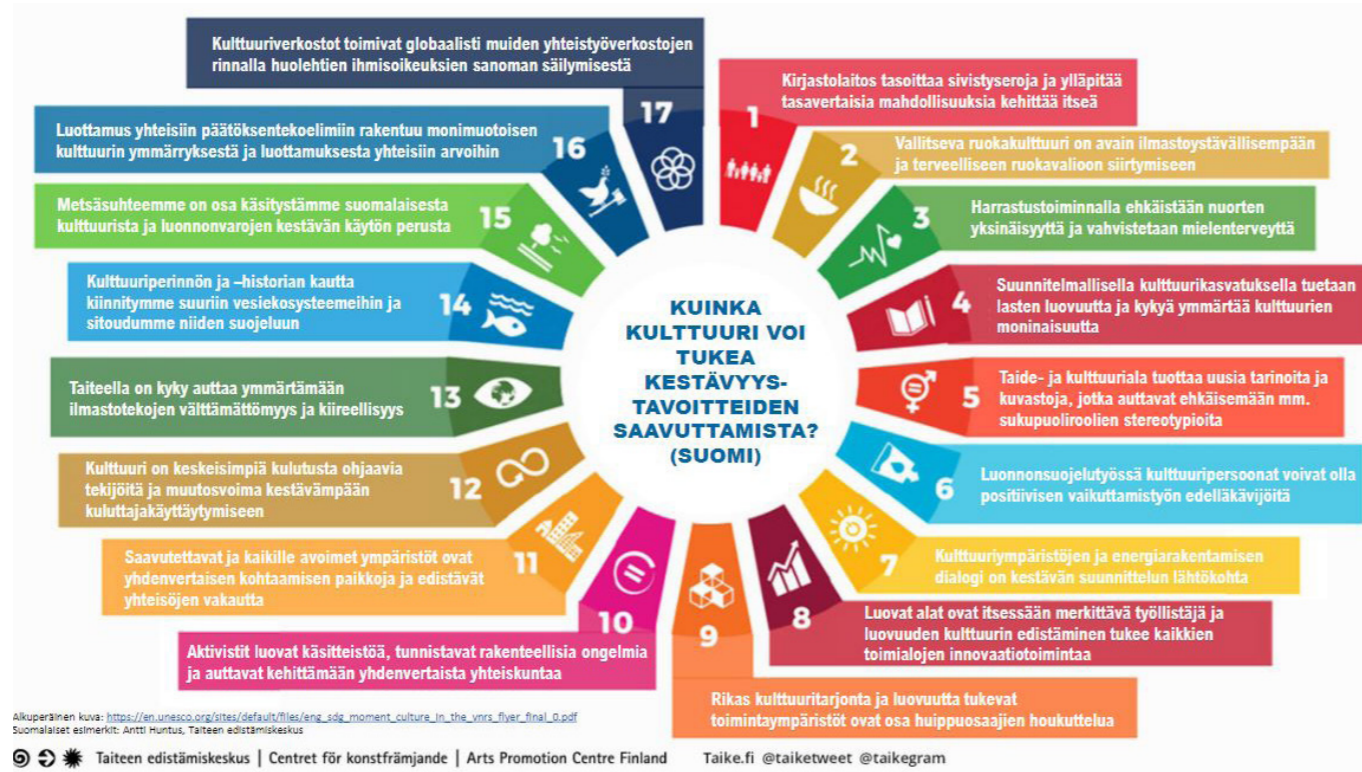 KUINKA
KULTTUURI VOI
TUKEA
KESTÄVYYS-
TAVOITTEIDEN
SAAVUTTAMISTA?
(SUOMI)
1
Kirjastolaitos tasoittaa sivistyseroja ja ylläpitää
tasavertaisia mahdollisuuksia kehittää itseä
2
Vallitseva ruokakulttuuri on avain ilmastoystävällisempään
ja terveelliseen ruokavalioon siirtymiseen
3
Harrastustoiminnalla ehkäistään nuorten
yksinäisyyttä ja vahvistetaan mielenterveyttä
4
Suunnitelmallisella kulttuurikasvatuksella tuetaan
lasten luovuutta ja kykyä ymmärtää kulttuurien
moninaisuutta
5
Taide- ja kulttuuriala tuottaa uusia tarinoita ja
kuvastoja, jotka auttavat ehkäisemään mm.
sukupuoliroolien stereotypioita
6
Luonnonsuojelutyössä kulttuuripersoonat voivat olla
positiivisen vaikuttamistyön edelläkävijöitä
7
Kulttuuriympäristöjen ja energiarakentamisen
dialogi on kestävän suunnittelun lähtökohta
8
Luovat alat ovat itsessään merkittävä työllistäjä ja
luovuuden kulttuurin edistäminen tukee kaikkien
toimialojen innovaatiotoimintaa
9
Rikas kulttuuritarjonta ja luovuutta tukevat
toimintaympäristöt ovat osa huippuosaajien houkuttelua
10
Aktivistit luovat käsitteistöä, tunnistavat rakenteellisia ongelmia
ja auttavat kehittämään yhdenvertaista yhteiskuntaa
11
Saavutettavat ja kaikille avoimet ympäristöt ovat
yhdenvertaisen kohtaamisen paikkoja ja edistävät
yhteisöjen vakautta
12
Kulttuuri on keskeisimpiä kulutusta ohjaavia
tekijöitä ja muutosvoima kestävämpään
kuluttajakäyttäytymiseen
13
Taiteella on kyky auttaa ymmärtämään
ilmastotekojen välttämättömyys ja kiireellisyys
14
Kulttuuriperinnön ja –historian kautta
kiinnitymme suuriin vesiekosysteemeihin ja
sitoudumme niiden suojeluun
15
Metsäsuhteemme on osa käsitystämme suomalaisesta
kulttuurista ja luonnonvarojen kestävän käytön perusta
16
Luottamus yhteisiin päätöksentekoelimiin rakentuu monimuotoisen
kulttuurin ymmärryksestä ja luottamuksesta yhteisiin arvoihin
17
Kulttuuriverkostot toimivat globaalisti muiden yhteistyöverkostojen
rinnalla huolehtien ihmisoikeuksien sanoman säilymisestä
Alkuperäinen kuva: https://en.unesco.org/sites/default/files/eng_sdg_moment_culture_in_the_vnrs_flyer_final_0.pdf
Suomalaiset esimerkit: Antti Huntus, Taiteen edistämiskeskus
Taiteen edistämiskeskus | Centret för konstfrämjande | Arts Promotion Centre Finland Taike.fi @taiketweet @taikegram